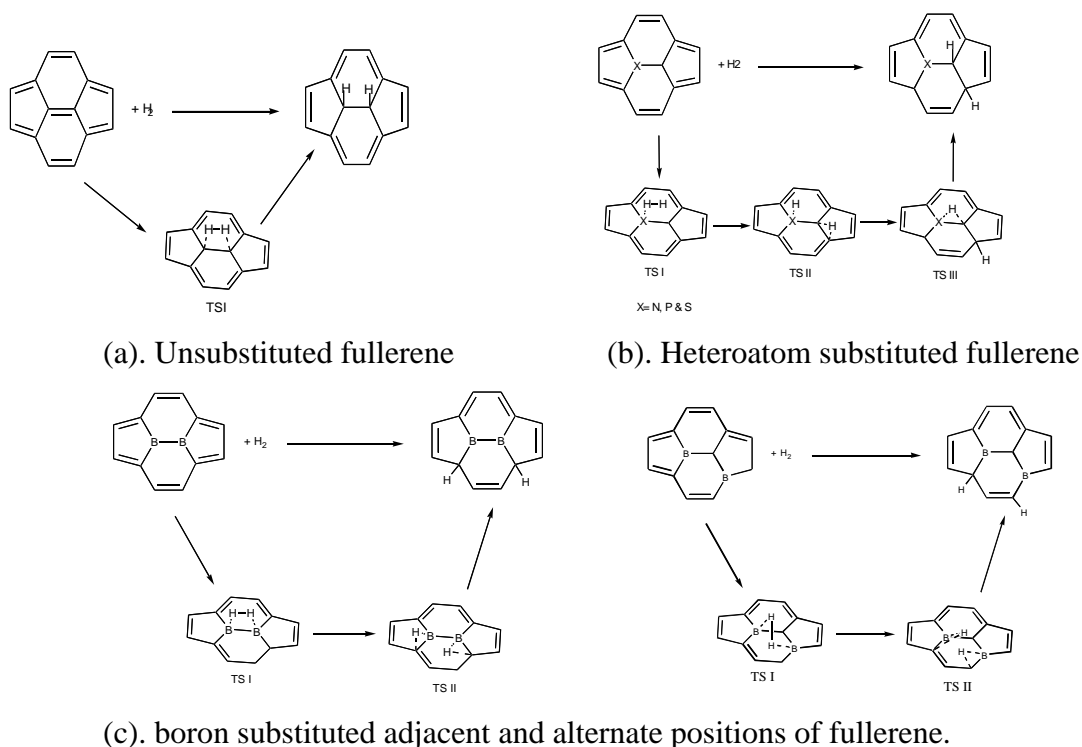 + H2
H H
H-H
TSI
(a). Unsubstituted fullerene
X
+ H2
H
X
H
H-H
X
TS I
H
X
H
TS II
H
X
H
TS III
X= N, P & S
(b). Heteroatom substituted fullerene
B B
+ H2
B B
H H
H-H
B B
TS I
H
B B
H
TS II
B
B
+ H2
B
B
H
H
H
B
H
B
TS I
B
H
H
B
TS II
(c). boron substituted adjacent and alternate positions of fullerene.